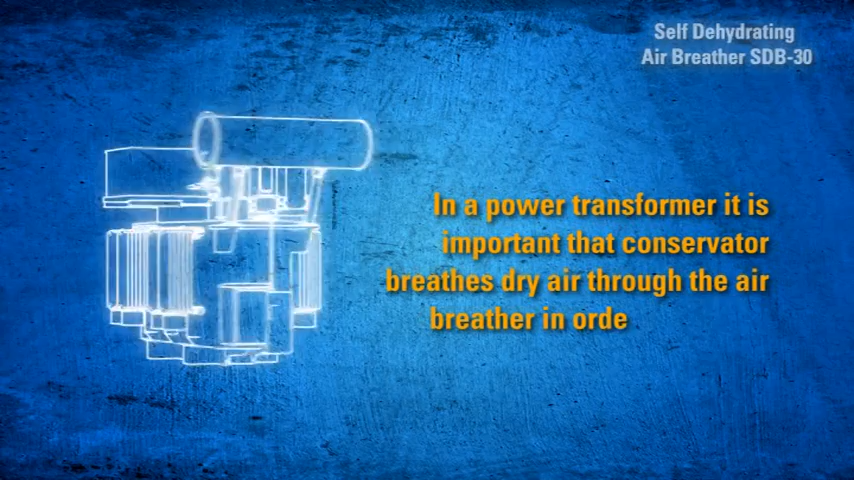 Self Dehydrating
Air Breather SDB-30
In a power transformer it is
important that conservator
breathes dry air through the air
breather in orde